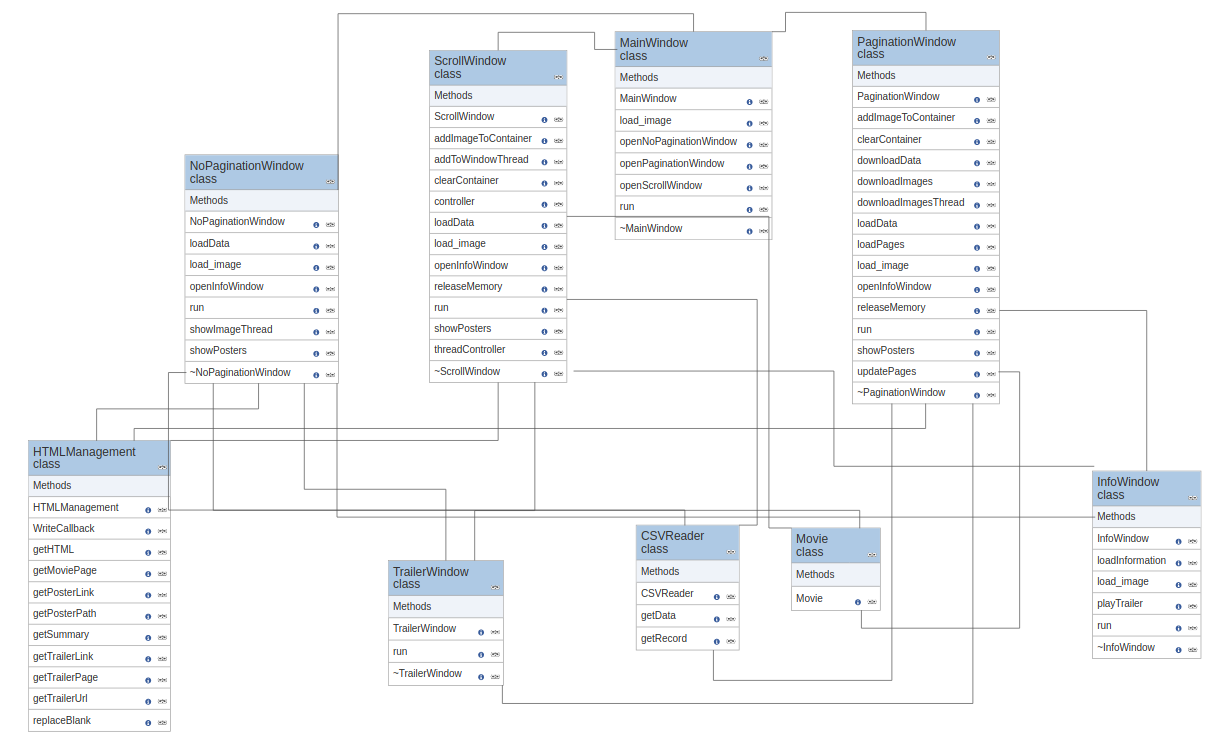 NoPaginationWindow
class
Methods
NoPaginationWindow
loadData
load_image
openInfoWindow
run
showImageThread
showPosters
~NoPaginationWindow
ScrollWindow
class
Methods
ScrollWindow
addImageToContainer
addToWindowThread
clearContainer
controller
loadData
load_image
openInfoWindow
releaseMemory
run
showPosters
threadController
~ScrollWindow
MainWindow
class
Methods
MainWindow
load_image
openNoPaginationWindow
openPaginationWindow
openScrollWindow
run
~MainWindow
PaginationWindow
class
Methods
PaginationWindow
addImageToContainer
clearContainer
downloadData
downloadImages
downloadImagesThread
loadData
loadPages
load_image
openInfoWindow
releaseMemory
run
showPosters
updatePages
~PaginationWindow
HTMLManagement
class
Methods
HTMLManagement
WriteCallback
getHTML
getMoviePage
getPosterLink
getPosterPath
getSummary
getTrailerLink
getTrailerPage
getTrailerUrl
replaceBlank
TrailerWindow
class
Methods
TrailerWindow
run
~TrailerWindow
CSVReader
class
Methods
CSVReader
getData
getRecord
Movie
class
Methods
Movie
InfoWindow
class
Methods
InfoWindow
loadInformation
load_image
playTrailer
run
~InfoWindow